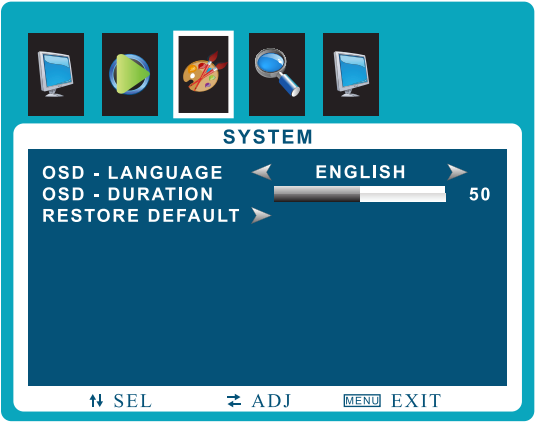 SYSTEM
OSD - LANGUAGE ENGLISH
OSD - DURATION 50
RESTORE DEFAULT
SEL ADJ MENU EXIT